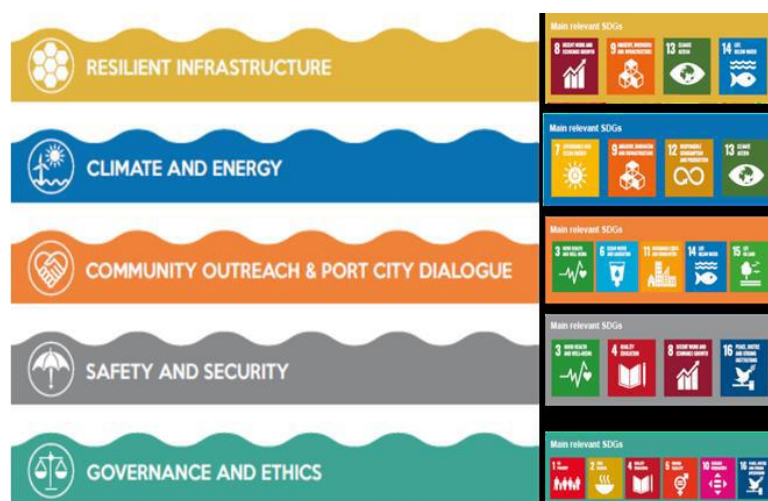 RESILIENT INFRASTRUCTURE
Main relevant SDGs
8 DECENT WORK AND ECONOMIC GROWTH
9 INDUSTRY, INNOVATION AND INFRASTRUCTURE
13 CLIMATE ACTION
14 LIFE BELOW WATER
CLIMATE AND ENERGY
Main relevant SDGs
7 AFFORDABLE AND CLEAN ENERGY
9 INDUSTRY, INNOVATION AND INFRASTRUCTURE
12 RESPONSIBLE CONSUMPTION AND PRODUCTION
13 CLIMATE ACTION
COMMUNITY OUTREACH & PORT CITY DIALOGUE
Main relevant SDGs
3 GOOD HEALTH AND WELL-BEING
6 CLEAN WATER AND SANITATION
11 SUSTAINABLE CITIES AND COMMUNITIES
14 LIFE BELOW WATER
15 LIFE ON LAND
SAFETY AND SECURITY
Main relevant SDGs
3 GOOD HEALTH AND WELL-BEING
4 QUALITY EDUCATION
8 DECENT WORK AND ECONOMIC GROWTH
16 PEACE, JUSTICE AND STRONG INSTITUTIONS
GOVERNANCE AND ETHICS
Main relevant SDGs
1
2
4 QUALITY EDUCATION
5 GENDER EQUALITY
10
16 PEACE, JUSTICE AND STRONG INSTITUTIONS